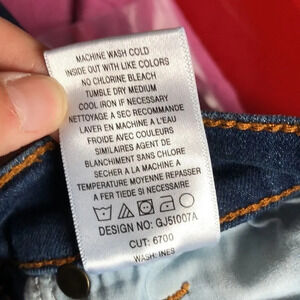 MACHINE WASH COLD
INSIDE OUT WITH LIKE COLORS
NO CHLORINE BLEACH
TUMBLE DRY MEDIUM
COOL IRON IF NECESSARY
NETTOYAGE A SEC RECOMMANDE
LAVER EN MACHINE A L'EAU
FROIDE AVEC COULEURS
SIMILAIRES AGENT DE
BLANCHIMENT SANS CHLORE
SECHER A LA MACHINE A
TEMPERATURE MOYENNE REPASSER
A FER TIEDE SI NECESSAIRE
DESIGN NO: GJ51007A
CUT: 6700
WASH: INES